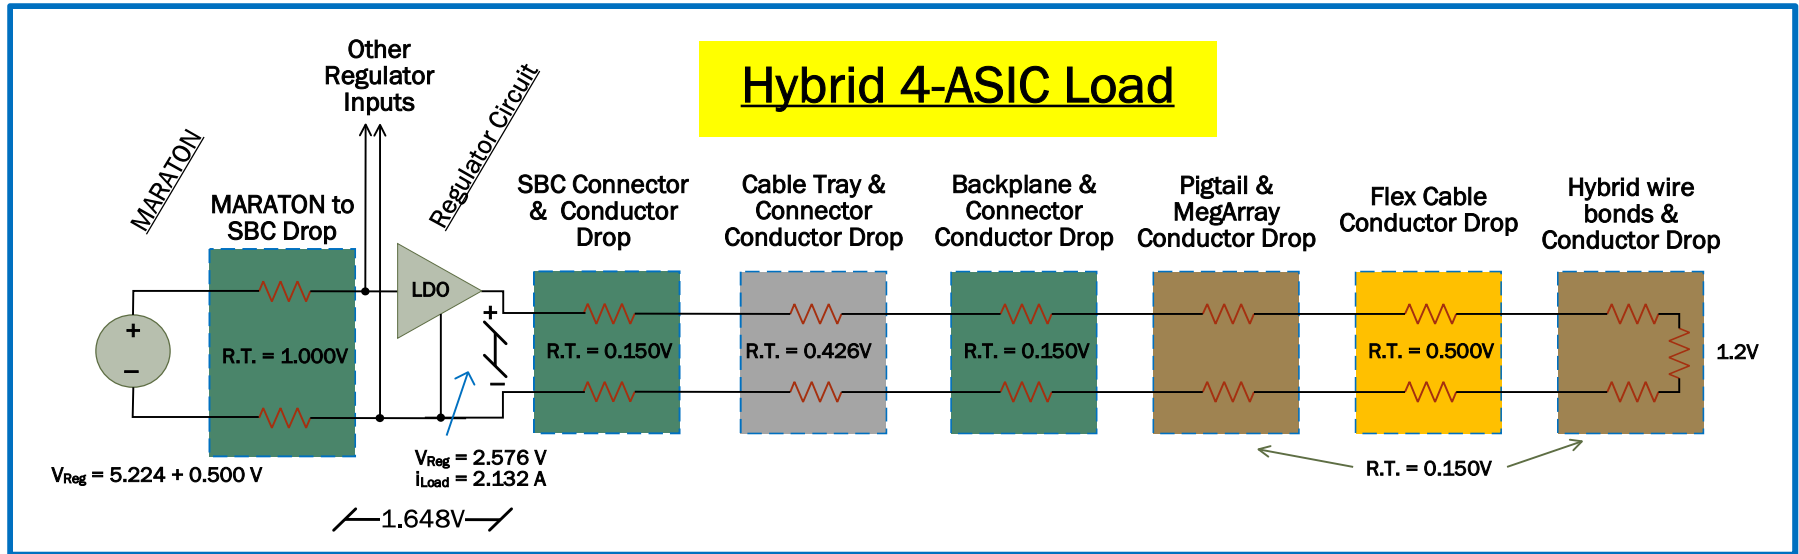 Hybrid 4-ASIC Load
Other
Regulator
Inputs
MARATON
Regulator Circuit
MARATON to
SBC Drop
SBC Connector
& Conductor
Drop
Cable Tray &
Connector
Conductor Drop
Backplane &
Connector
Conductor Drop
Pigtail &
MegArray
Conductor Drop
Flex Cable
Conductor Drop
Hybrid wire
bonds &
Conductor Drop
LDO
+
−
+
−
R.T. = 1.000V
R.T. = 0.150V
R.T. = 0.426V
R.T. = 0.150V
R.T. = 0.500V
1.2V
VReg = 5.224 + 0.500 V
VReg = 2.576 V
iLoad = 2.132 A
R.T. = 0.150V
1.648V